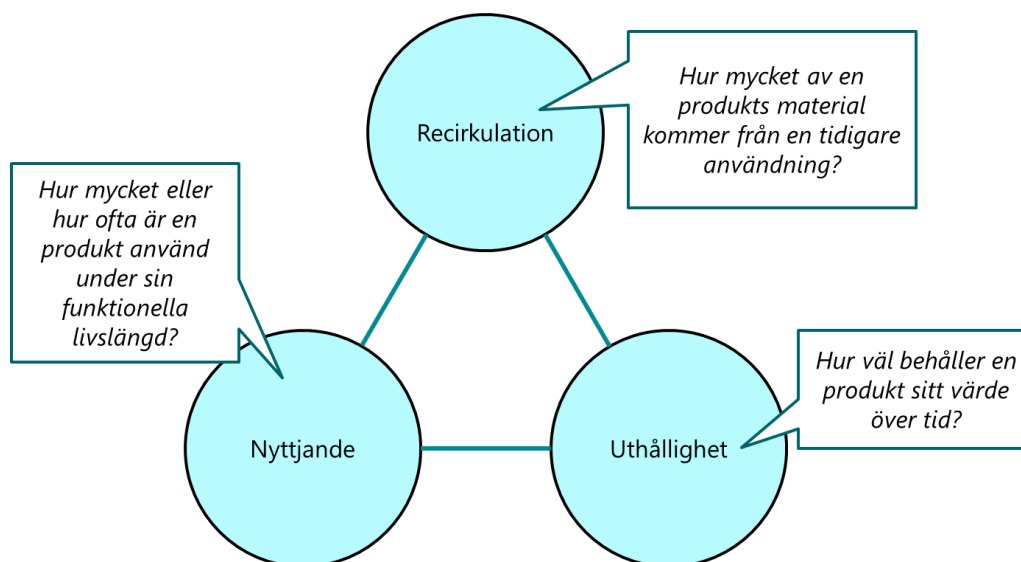 Recirkulation
Hur mycket av en
produkts material
kommer från en tidigare
användning?
Hur mycket eller
hur ofta är en
produkt använd
under sin
funktionella
livslängd?
Nyttjande
Uthållighet
Hur väl behåller en
produkt sitt värde
över tid?